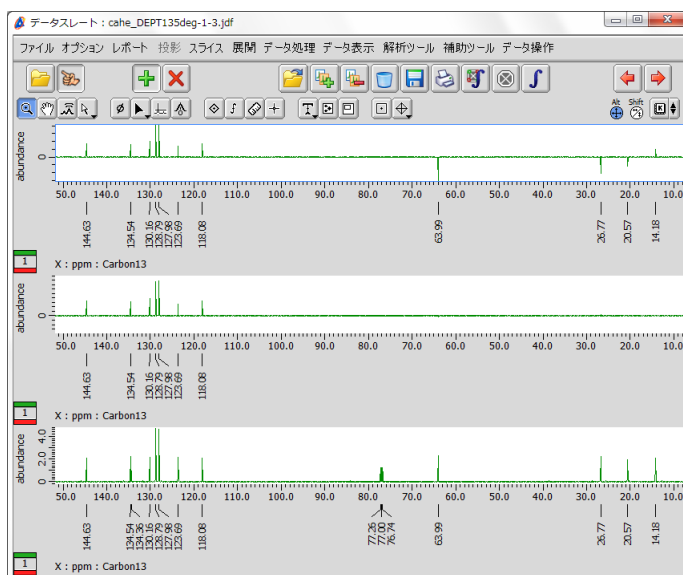 データスレート : cahe_DEPT135deg-1-3.jdf
ファイル オプション レポート 投影 スライス 展開 データ処理 データ表示 解析ツール 補助ツール データ操作
Alt Shift
abundance
0
50.0 140.0 130.0 120.0 110.0 100.0 90.0 80.0 70.0 60.0 50.0 40.0 30.0 20.0 10.0
144.63 134.54 130.16 128.79 127.98 123.69 118.08 63.99 26.77 20.57 14.18
1 X : ppm : Carbon13
abundance
0
50.0 140.0 130.0 120.0 110.0 100.0 90.0 80.0 70.0 60.0 50.0 40.0 30.0 20.0 10.0
144.63 134.54 130.16 128.79 127.98 123.69 118.08
1 X : ppm : Carbon13
abundance
4.0
2.0
0
50.0 140.0 130.0 120.0 110.0 100.0 90.0 80.0 70.0 60.0 50.0 40.0 30.0 20.0 10.0
144.63 134.54 134.36 130.16 128.79 127.98 123.69 118.08 77.26 77.00 76.74 63.99 26.77 20.57 14.18
1 X : ppm : Carbon13